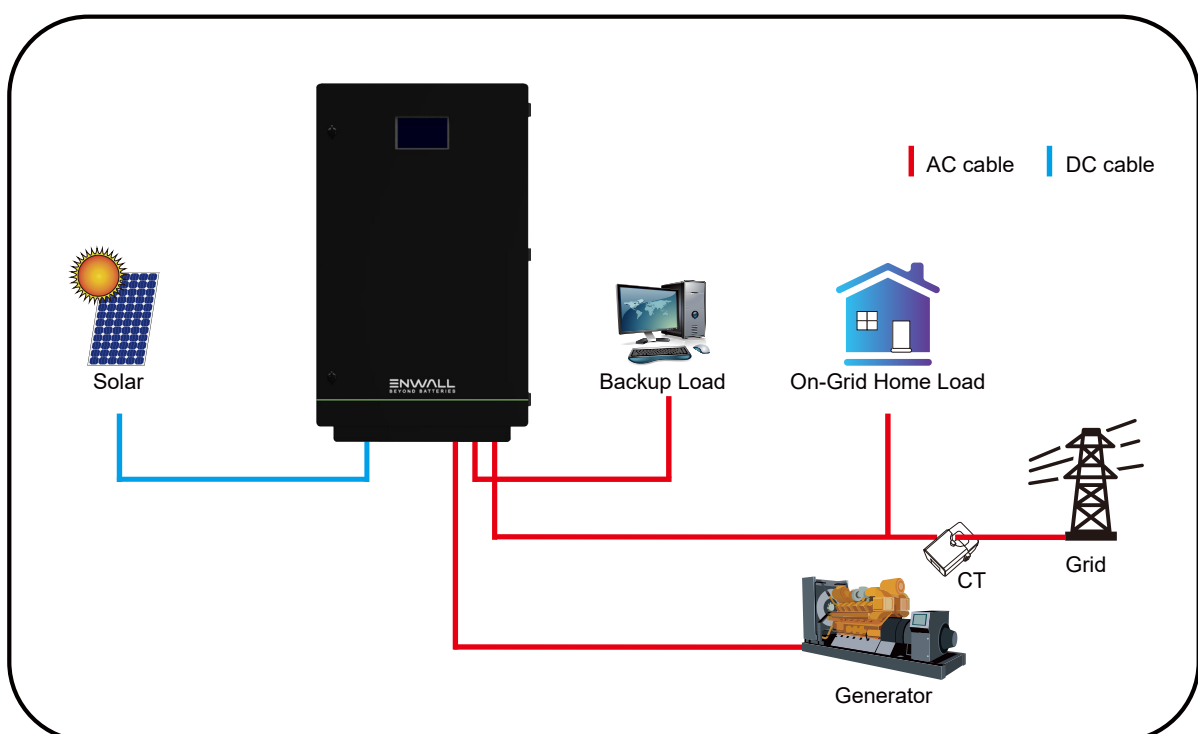 AC cable
DC cable
Solar
ENWALL
BEYOND BATTERIES
Backup Load
On-Grid Home Load
CT
Grid
Generator